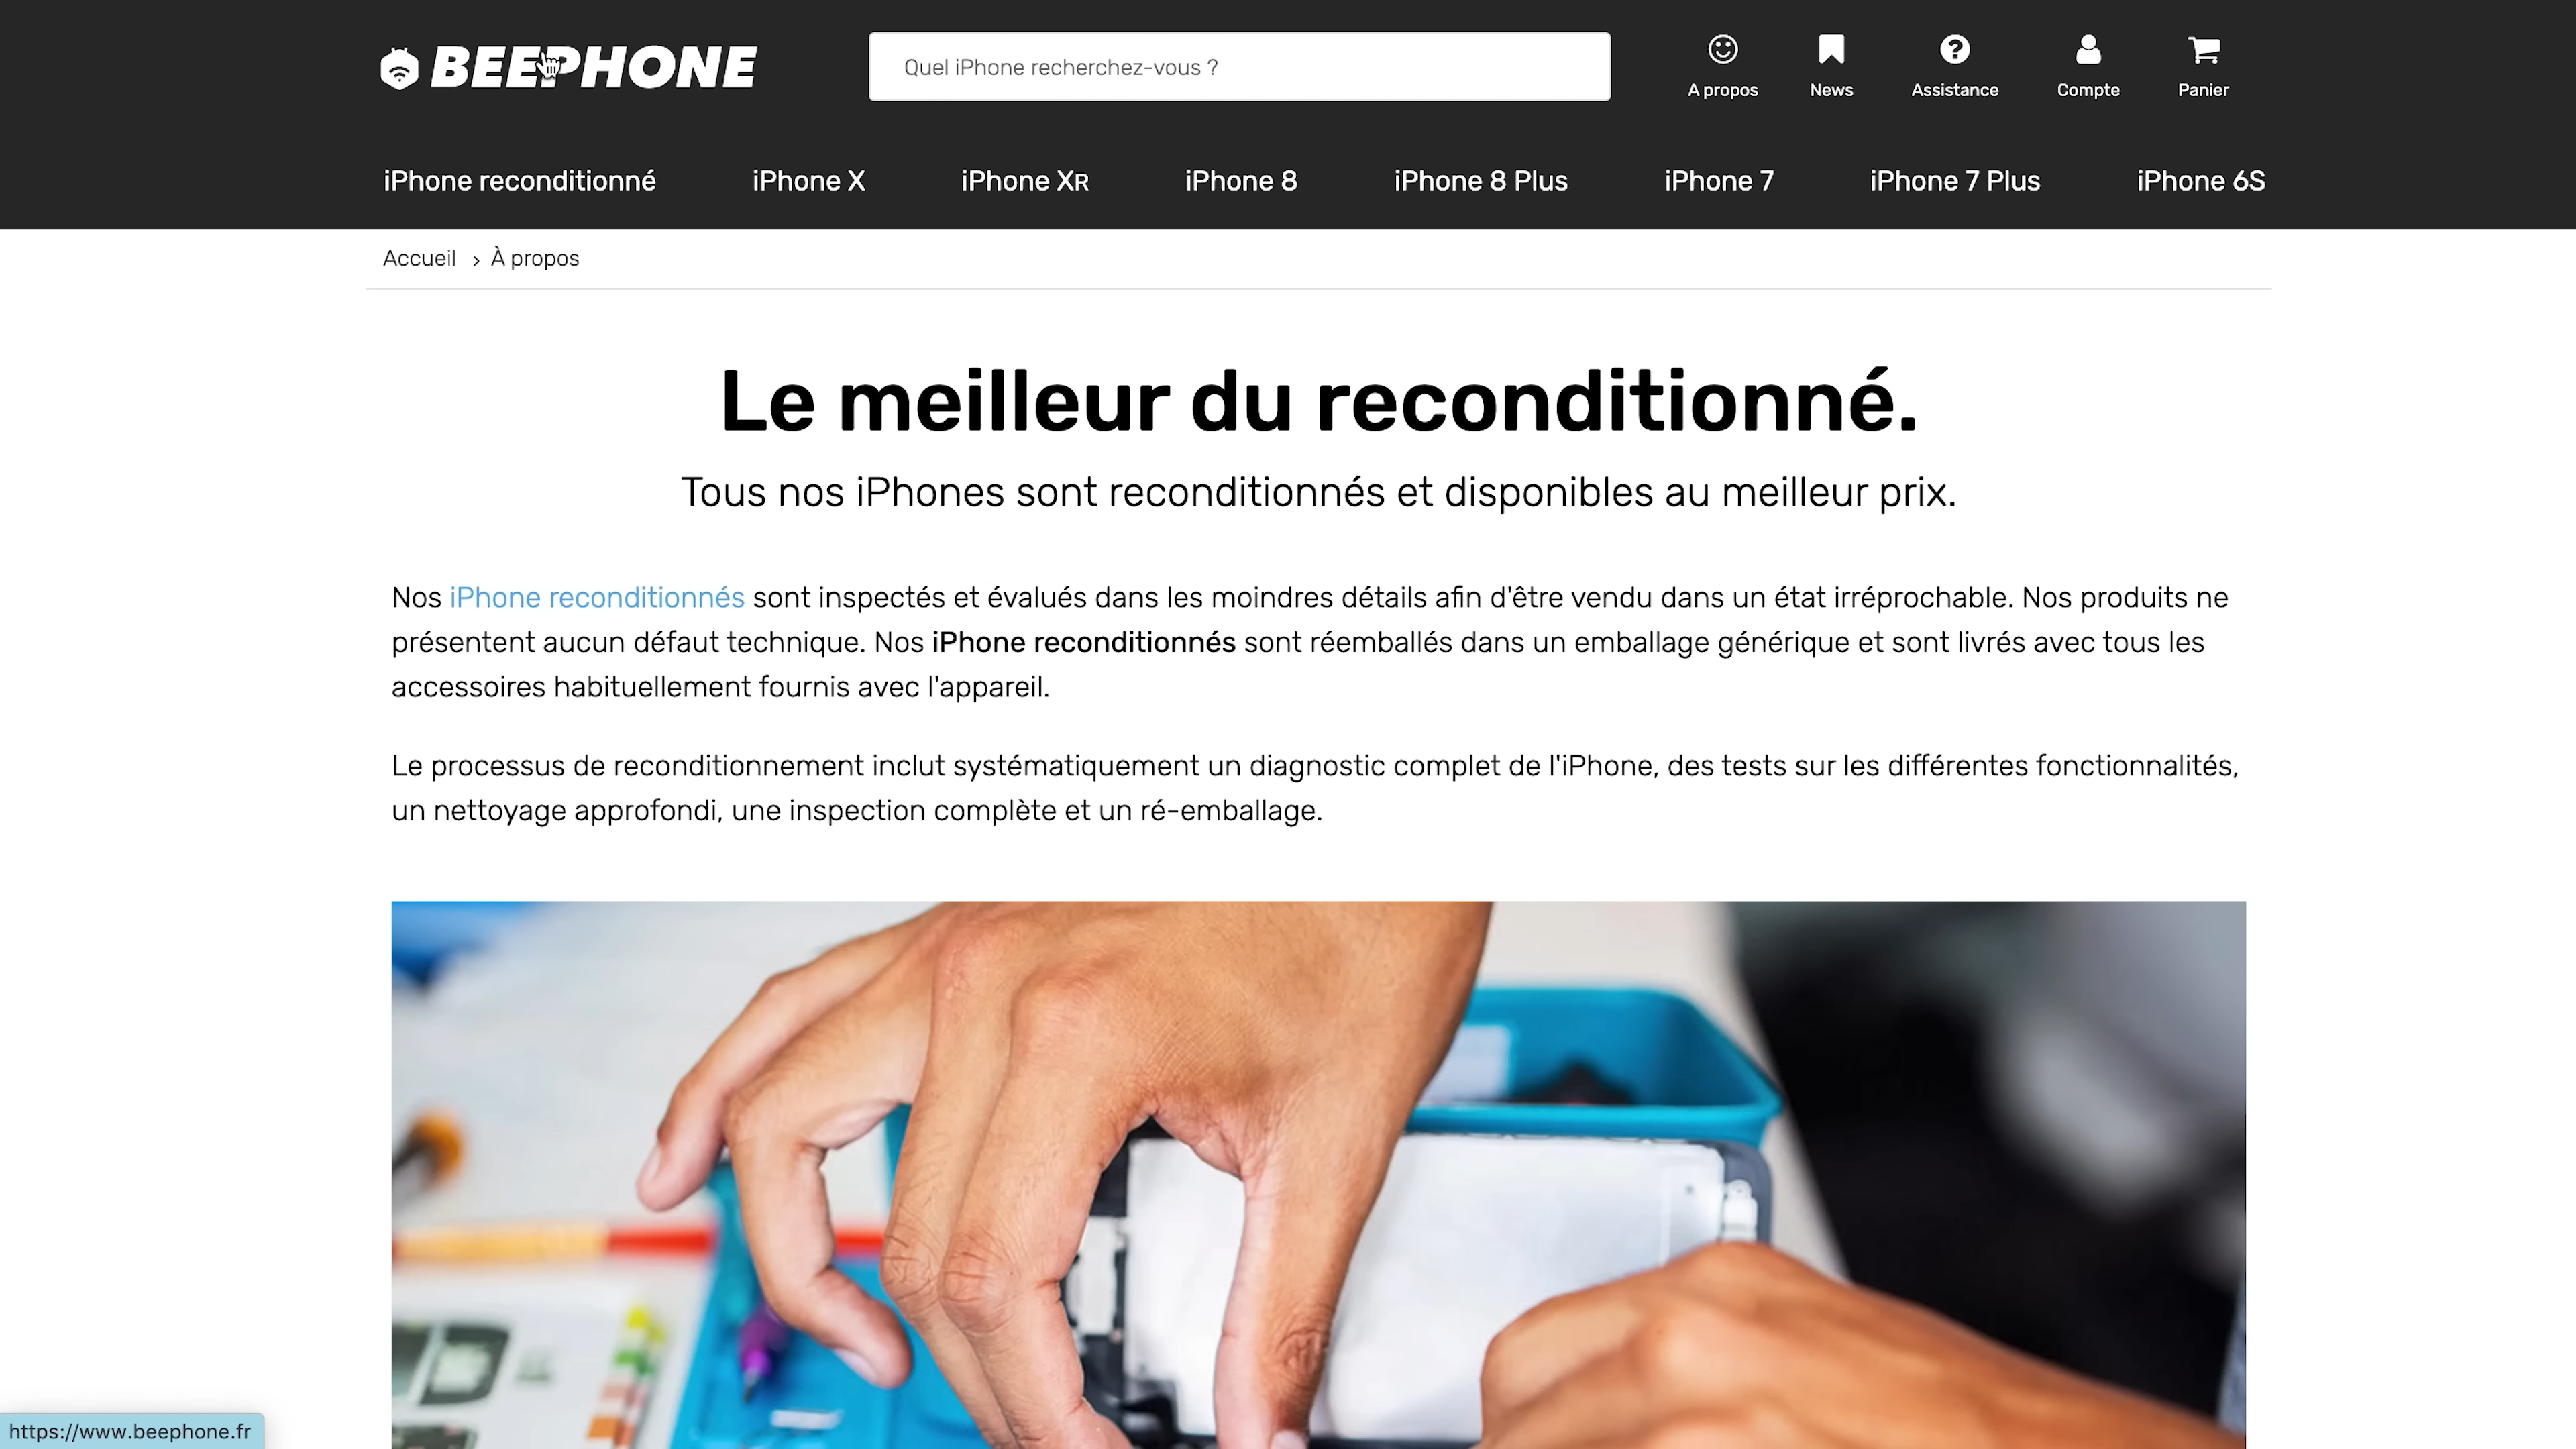 BEEPHONE
Quel iPhone recherchez-vous ?
A propos
News
Assistance
Compte
Panier
iPhone reconditionné
iPhone X
iPhone XR
iPhone 8
iPhone 8 Plus
iPhone 7
iPhone 7 Plus
iPhone 6S
Accueil › À propos
Le meilleur du reconditionné.
Tous nos iPhones sont reconditionnés et disponibles au meilleur prix.
Nos iPhone reconditionnés sont inspectés et évalués dans les moindres détails afin d'être vendu dans un état irréprochable. Nos produits ne
présentent aucun défaut technique. Nos iPhone reconditionnés sont réemballés dans un emballage générique et sont livrés avec tous les
accessoires habituellement fournis avec l'appareil.
Le processus de reconditionnement inclut systématiquement un diagnostic complet de l'iPhone, des tests sur les différentes fonctionnalités,
un nettoyage approfondi, une inspection complète et un ré-emballage.
https://www.beephone.fr